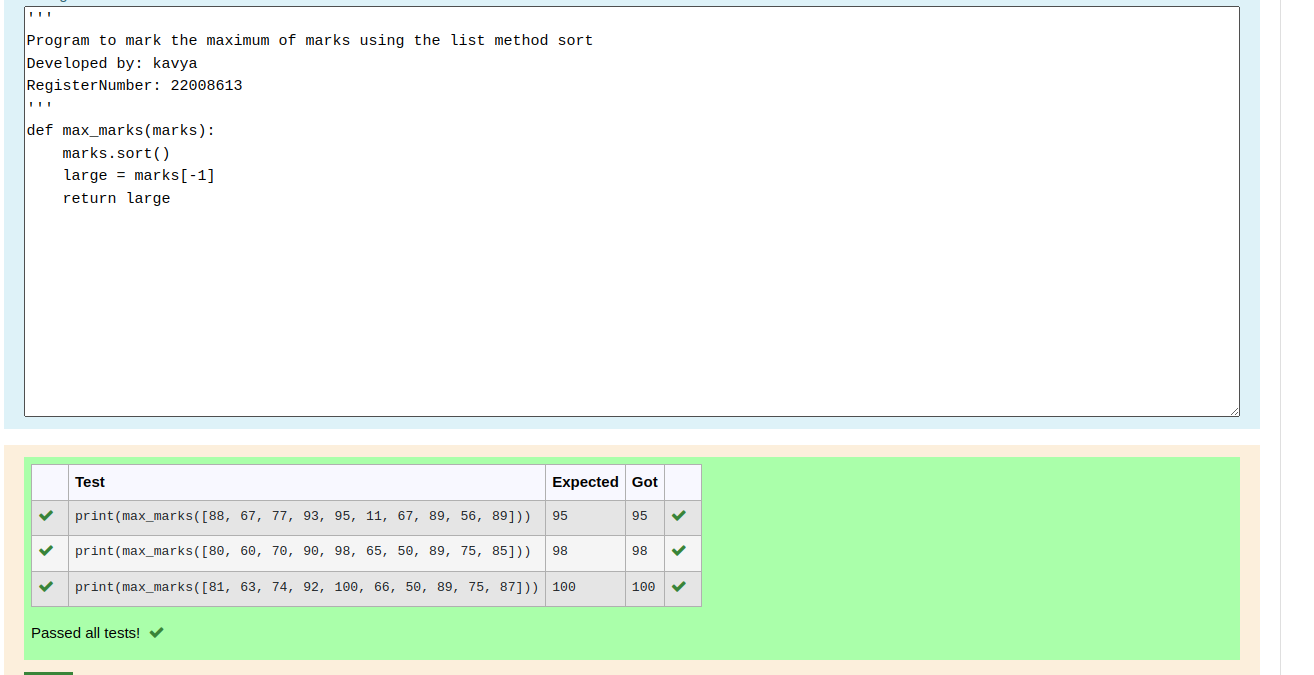 '''
Program to mark the maximum of marks using the list method sort
Developed by: kavya
RegisterNumber: 22008613
'''
def max_marks(marks):
    marks.sort()
    large = marks[-1]
    return large
Test Expected Got
print(max_marks([88, 67, 77, 93, 95, 11, 67, 89, 56, 89])) 95 95
print(max_marks([80, 60, 70, 90, 98, 65, 50, 89, 75, 85])) 98 98
print(max_marks([81, 63, 74, 92, 100, 66, 50, 89, 75, 87])) 100 100
Passed all tests!